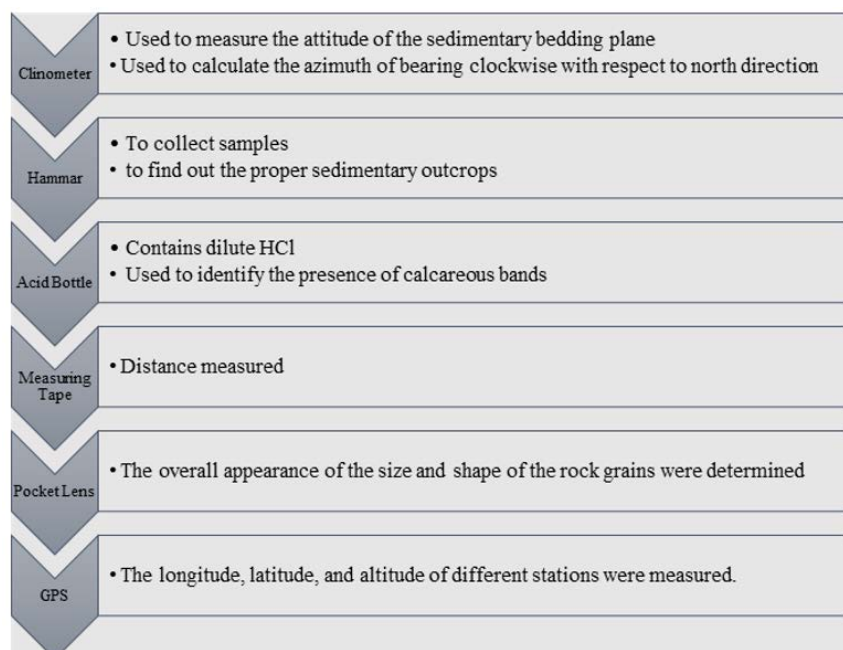 Clinometer
• Used to measure the attitude of the sedimentary bedding plane
• Used to calculate the azimuth of bearing clockwise with respect to north direction
Hammar
• To collect samples
• to find out the proper sedimentary outcrops
Acid Bottle
• Contains dilute HCl
• Used to identify the presence of calcareous bands
Measuring
Tape
• Distance measured
Pocket Lens
• The overall appearance of the size and shape of the rock grains were determined
GPS
• The longitude, latitude, and altitude of different stations were measured.